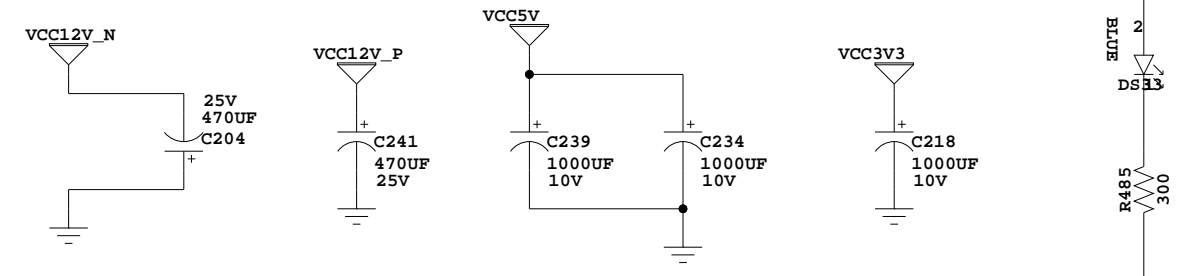 VCC12V_N
25V
470UF
C204
VCC12V_P
C241
470UF
25V
VCC5V
C239
1000UF
10V
C234
1000UF
10V
VCC3V3
C218
1000UF
10V
BLUE
2
R485
300